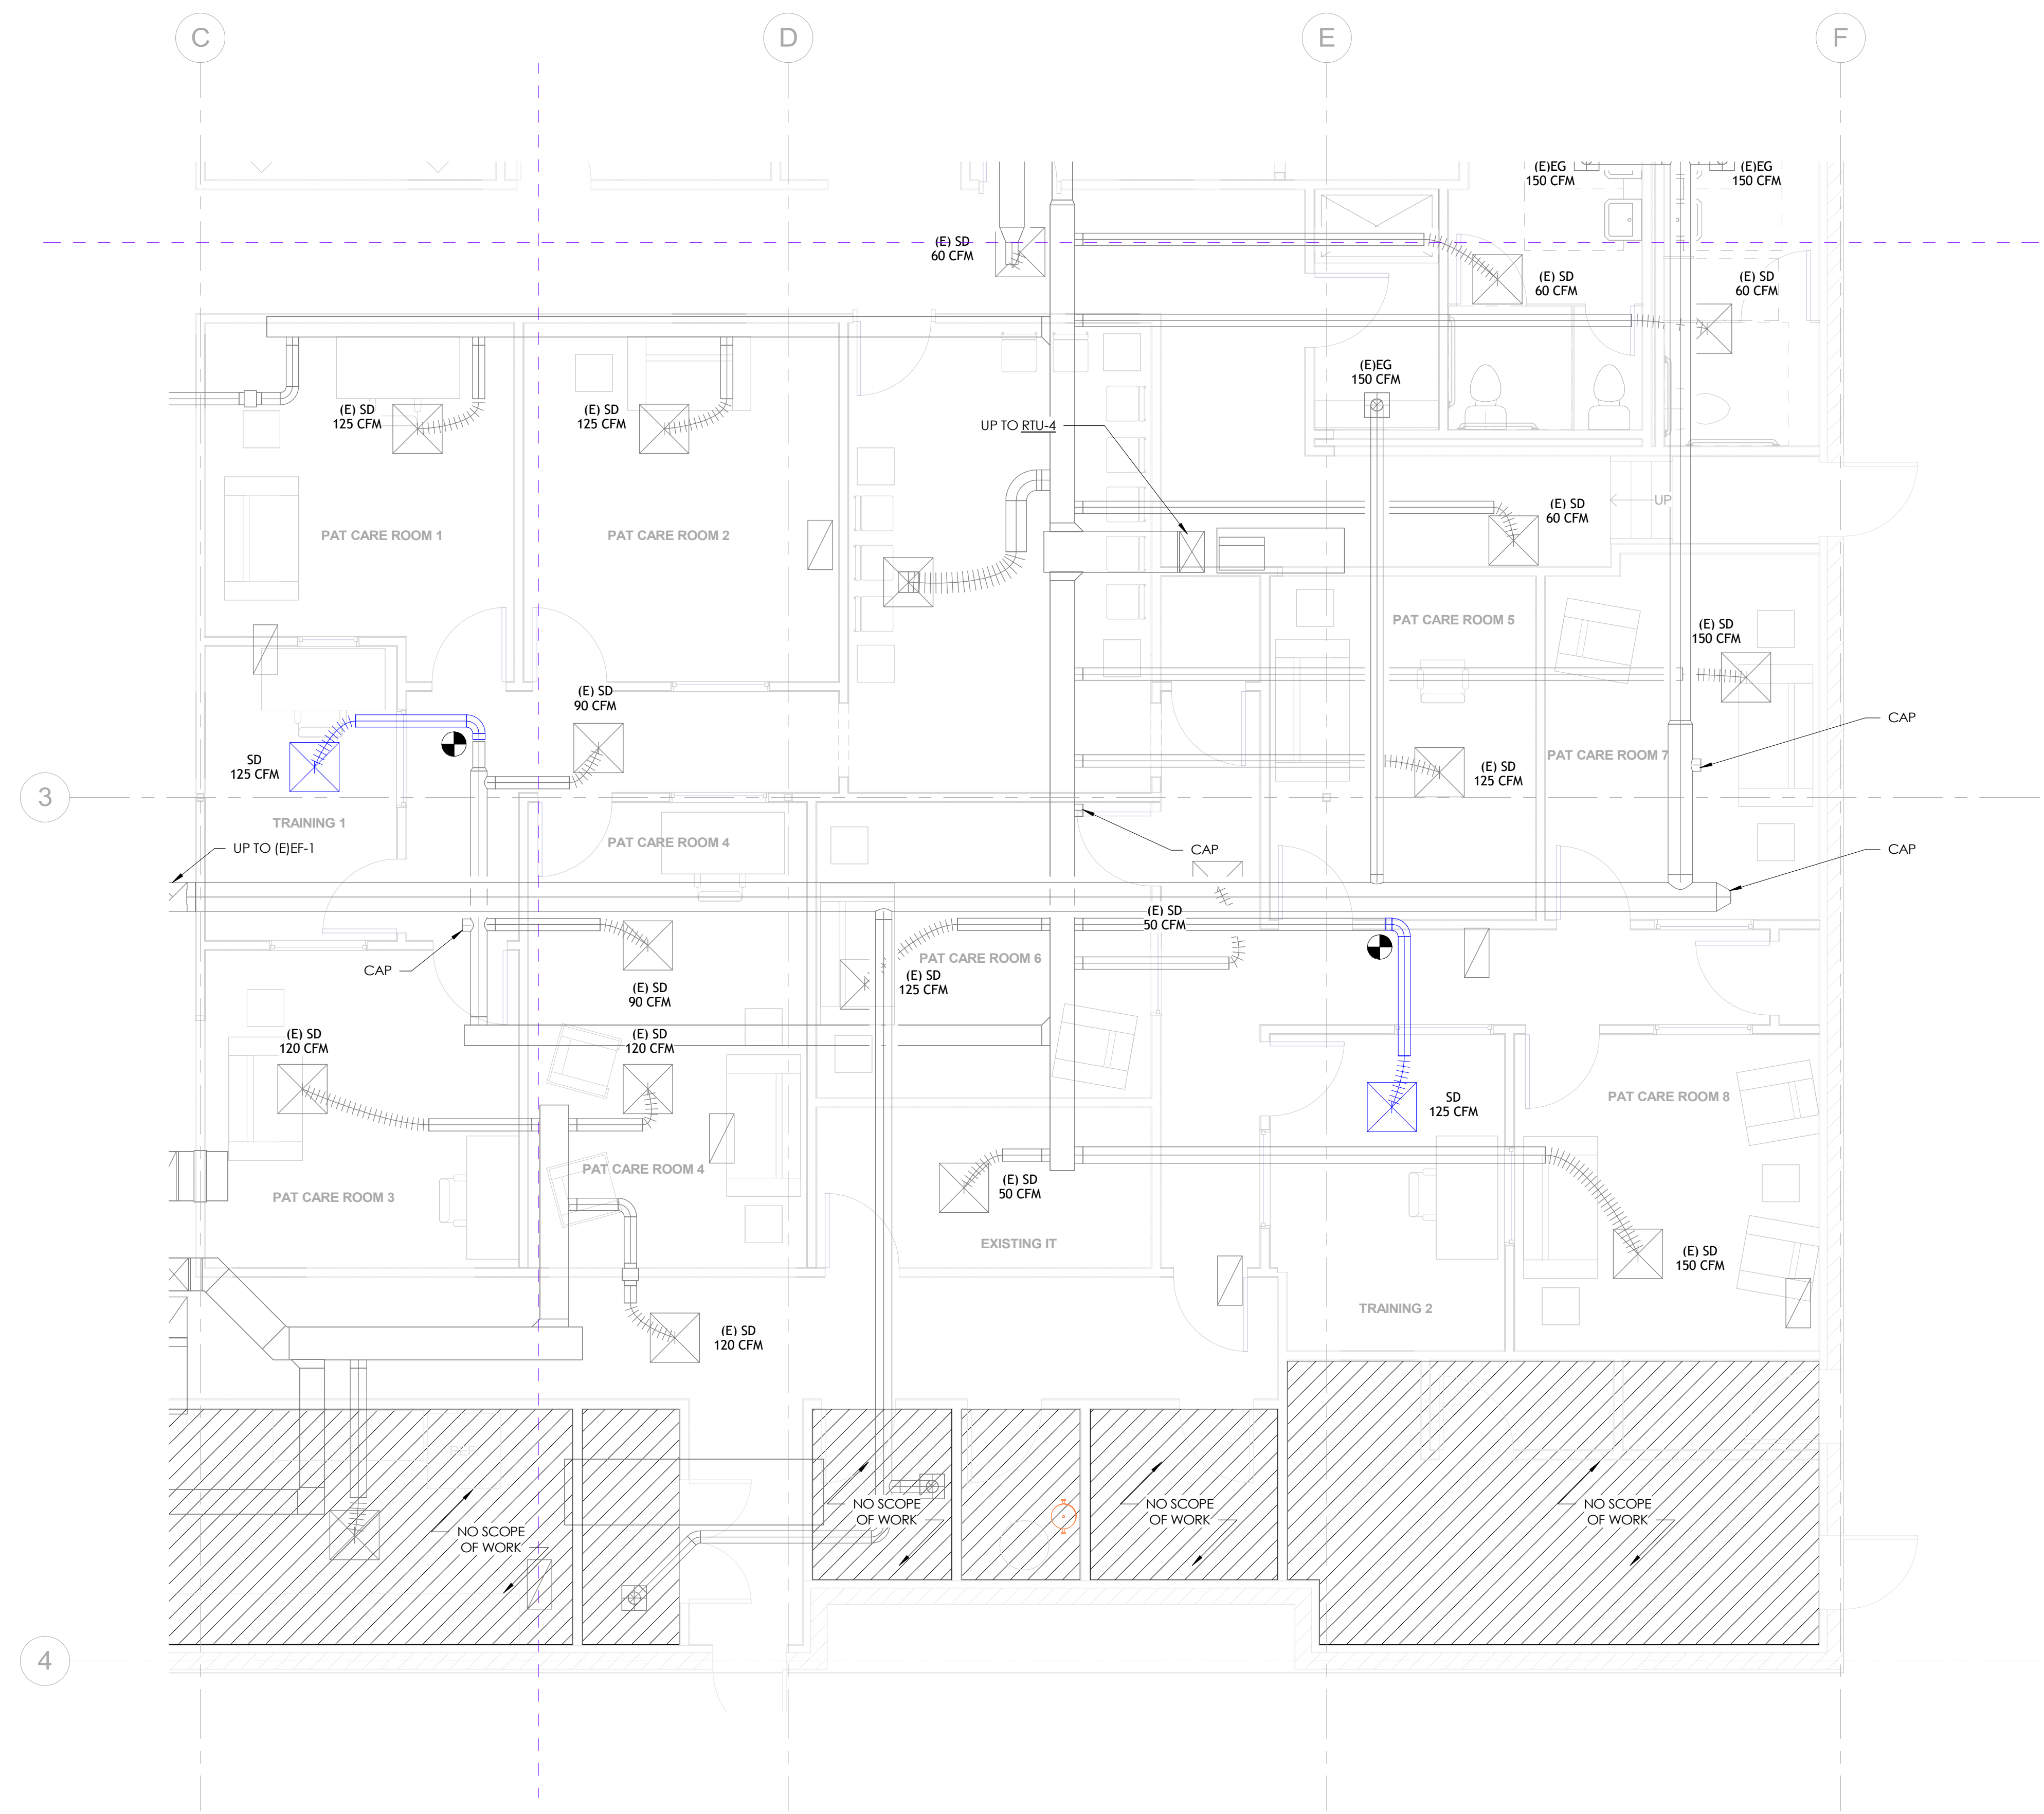 C
D
E
F
(E)EG
150 CFM
(E)EG
150 CFM
(E) SD
60 CFM
(E) SD
60 CFM
(E) SD
60 CFM
(E)EG
150 CFM
(E) SD
125 CFM
(E) SD
125 CFM
UP TO RTU-4
(E) SD
60 CFM
UP
PAT CARE ROOM 1
PAT CARE ROOM 2
PAT CARE ROOM 5
(E) SD
150 CFM
(E) SD
90 CFM
CAP
SD
125 CFM
PAT CARE ROOM 7
(E) SD
125 CFM
3
TRAINING 1
PAT CARE ROOM 4
UP TO (E)EF-1
CAP
CAP
(E) SD
50 CFM
CAP
PAT CARE ROOM 6
(E) SD
125 CFM
(E) SD
90 CFM
(E) SD
120 CFM
(E) SD
120 CFM
SD
125 CFM
PAT CARE ROOM 8
PAT CARE ROOM 4
(E) SD
50 CFM
PAT CARE ROOM 3
EXISTING IT
(E) SD
150 CFM
TRAINING 2
(E) SD
120 CFM
REF
NO SCOPE
OF WORK
NO SCOPE
OF WORK
NO SCOPE
OF WORK
NO SCOPE
OF WORK
4